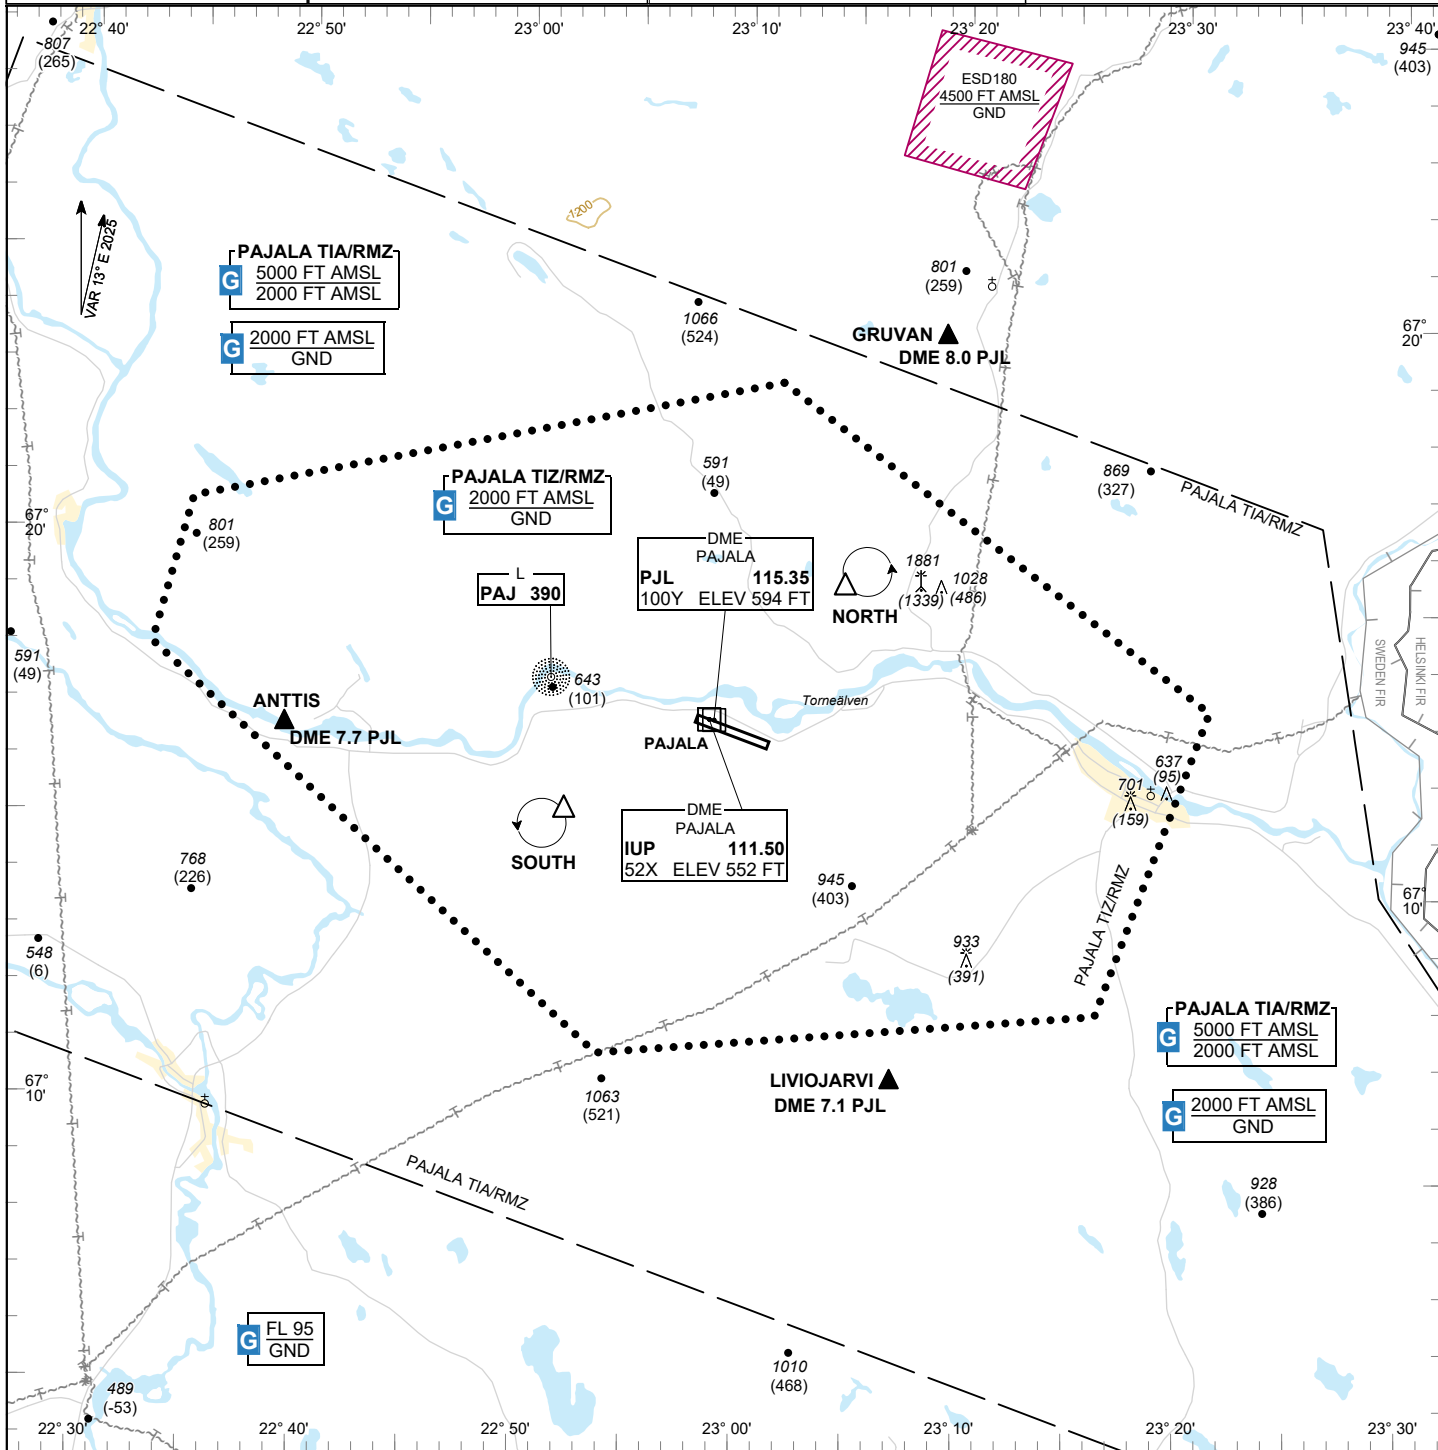 22° 40'
22° 50'
23° 00'
23° 10'
23° 20'
23° 30'
23° 40'
807
(265)
945
(403)
ESD180
4500 FT AMSL
GND
1200
VAR 13° E 2025
PAJALA TIA/RMZ
G
5000 FT AMSL
2000 FT AMSL
G
2000 FT AMSL
GND
801
(259)
1066
(524)
GRUVAN
DME 8.0 PJL
67°
20'
591
(49)
869
(327)
PAJALA TIA/RMZ
PAJALA TIZ/RMZ
G
2000 FT AMSL
GND
67°
20'
801
(259)
DME
PAJALA
PJL 115.35
100Y ELEV 594 FT
L
PAJ 390
1881
(1339)
1028
(486)
NORTH
591
(49)
643
(101)
SWEDEN FIR
HELSINKI FIR
ANTTIS
DME 7.7 PJL
Torneälven
PAJALA
637
(95)
701
(159)
DME
PAJALA
IUP 111.50
52X ELEV 552 FT
SOUTH
768
(226)
945
(403)
67°
10'
PAJALA TIZ/RMZ
548
(6)
933
(391)
PAJALA TIA/RMZ
G
5000 FT AMSL
2000 FT AMSL
67°
10'
1063
(521)
LIVIOJARVI
DME 7.1 PJL
G
2000 FT AMSL
GND
PAJALA TIA/RMZ
928
(386)
G
FL 95
GND
1010
(468)
489
(-53)
22° 30'
22° 40'
22° 50'
23° 00'
23° 10'
23° 20'
23° 30'